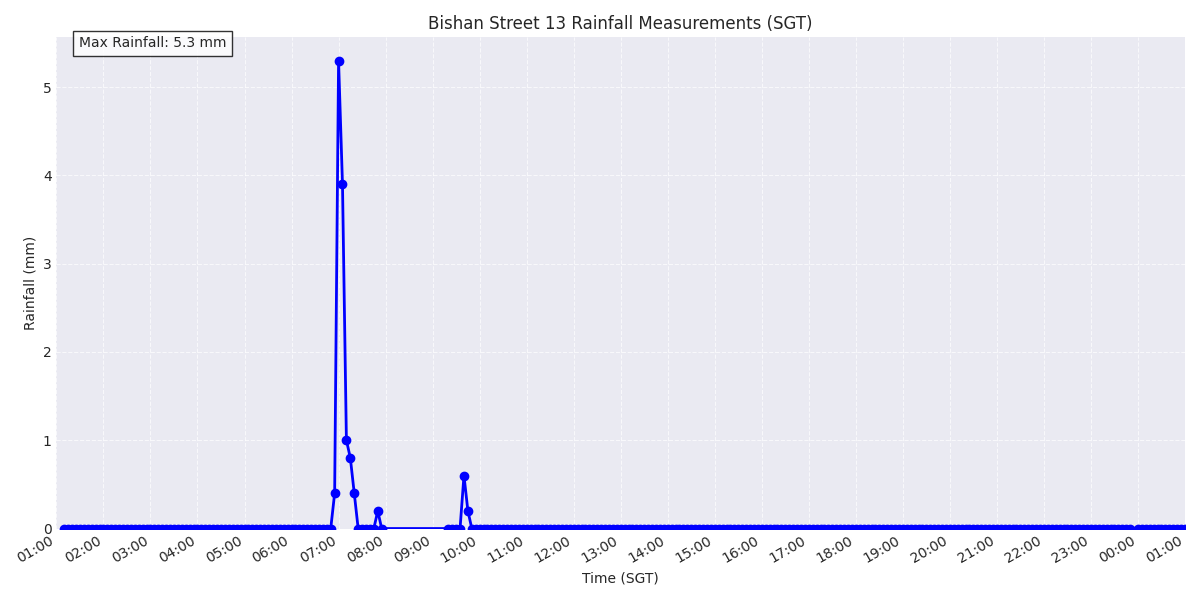 Bishan Street 13 Rainfall Measurements (SGT)
Max Rainfall: 5.3 mm
5
4
3
2
1
0
Rainfall (mm)
01:00 02:00 03:00 04:00 05:00 06:00 07:00 08:00 09:00 10:00 11:00 12:00 13:00 14:00 15:00 16:00 17:00 18:00 19:00 20:00 21:00 22:00 23:00 00:00 01:00
Time (SGT)